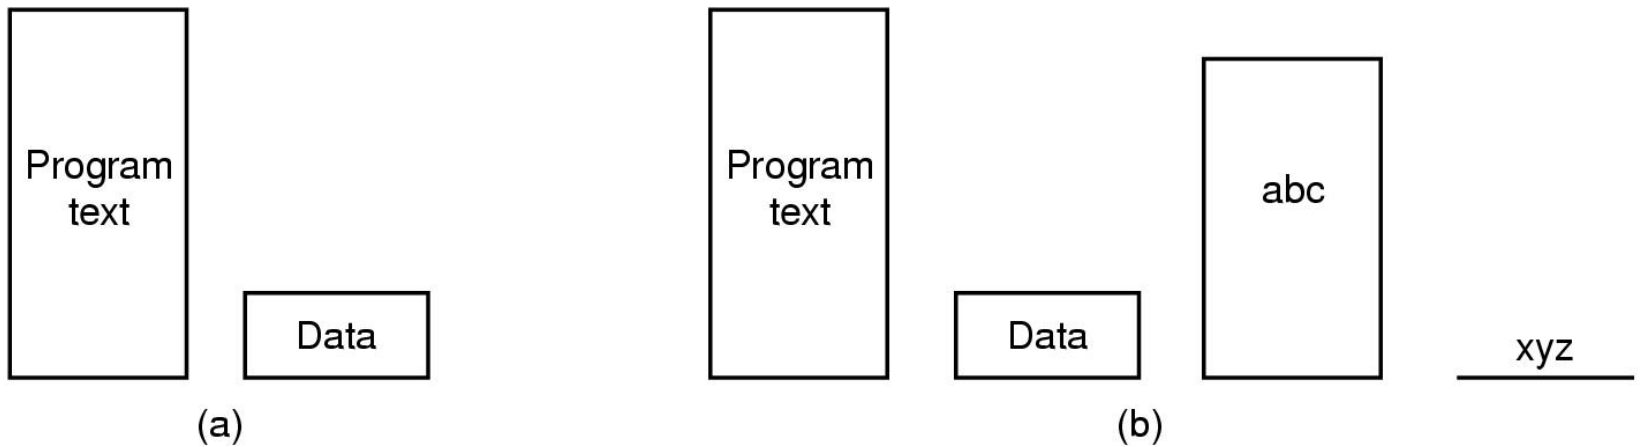 Program
text
Data
(a)
Program
text
Data
abc
xyz
(b)